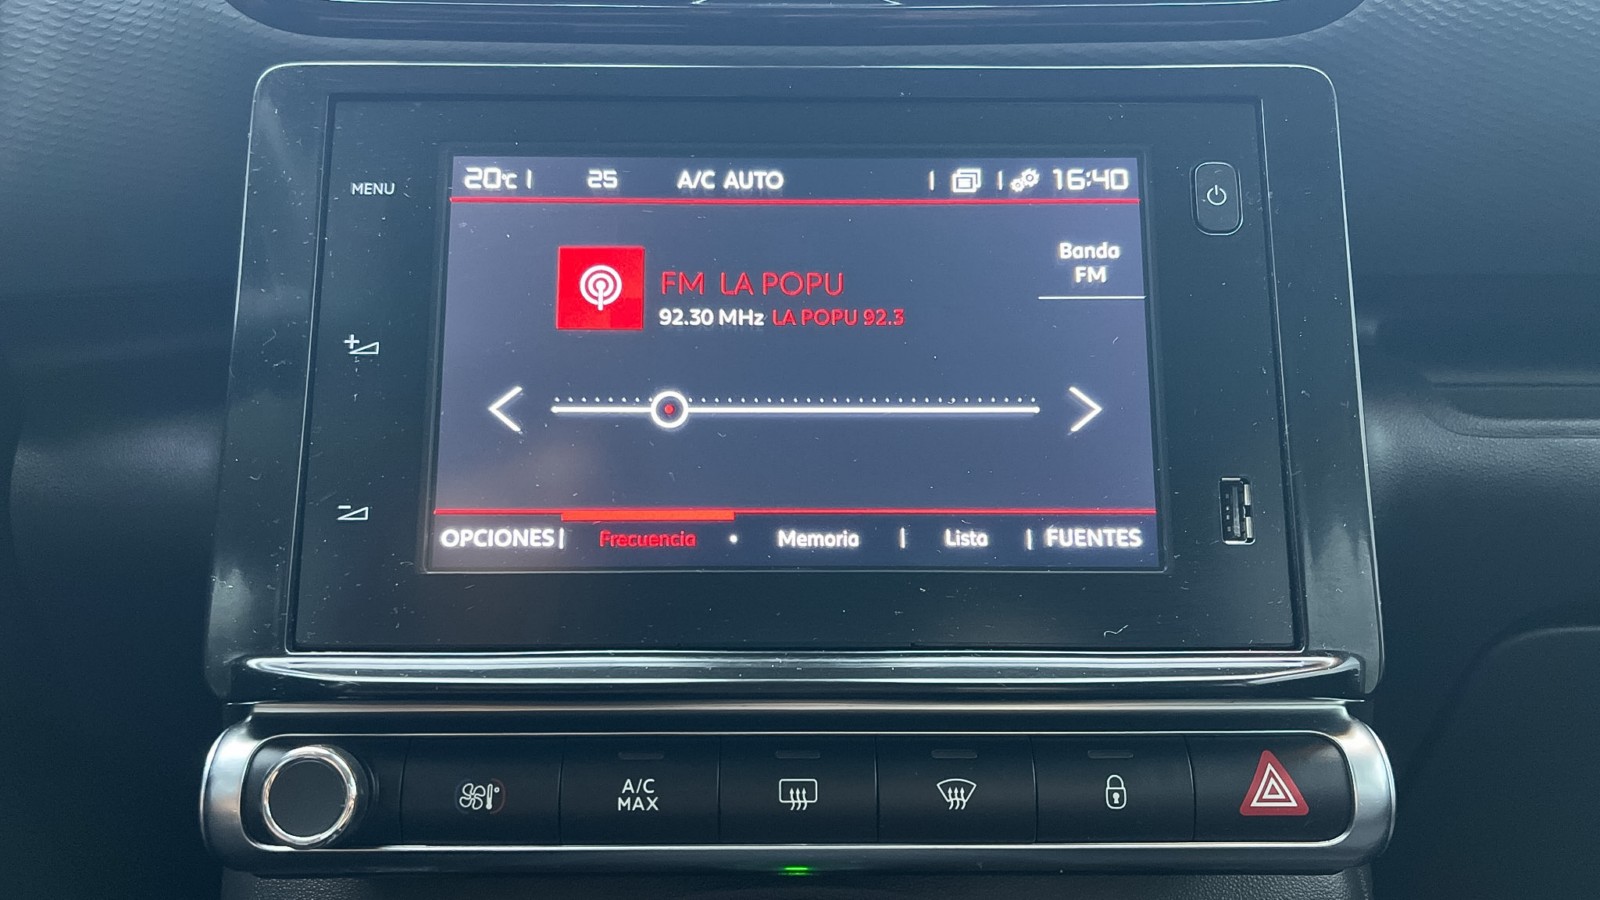 MENU
20°C 25 A/C AUTO 16:40
Banda
FM
FM LA POPU
92.30 MHz LA POPU 92.3
OPCIONES Frecuencia Memoria Lista FUENTES
A/C
MAX